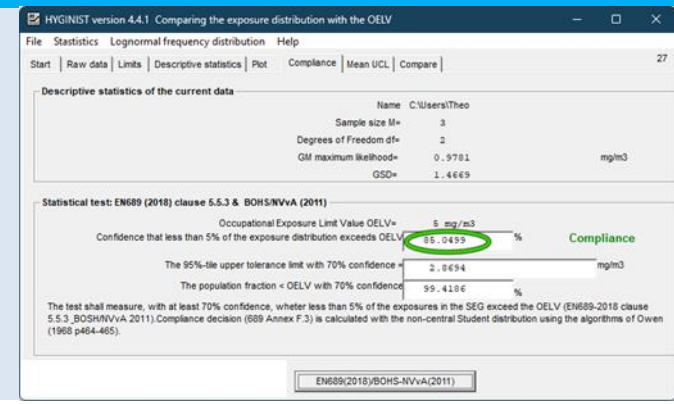 HYGINIST version 4.4.1 Comparing the exposure distribution with the OELV
File Stastistics Lognormal frequency distribution Help
Start Raw data Limits Descriptive statistics Plot Compliance Mean UCL Compare 27
Descriptive statistics of the current data
Name C:\Users\Theo
Sample size M= 3
Degrees of Freedom df= 2
GM maximum likelihood= 0.9781 mg/m3
GSD= 1.4669
Statistical test: EN689 (2018) clause 5.5.3 & BOHS/NVvA (2011)
Occupational Exposure Limit Value OELV= 5 mg/m3
Confidence that less than 5% of the exposure distribution exceeds OELV 85.0499 % Compliance
The 95%-tile upper tolerance limit with 70% confidence = 2.8694 mg/m3
The population fraction < OELV with 70% confidence 99.4186 %
The test shall measure, with at least 70% confidence, wheter less than 5% of the exposures in the SEG exceed the OELV (EN689-2018 clause
5.5.3 _BOSH/NVvA 2011).Compliance decision (689 Annex F.3) is calculated with the non-central Student distribution using the algorithms of Owen
(1968 p464-465).
EN689(2018)/BOHS-NVvA(2011)